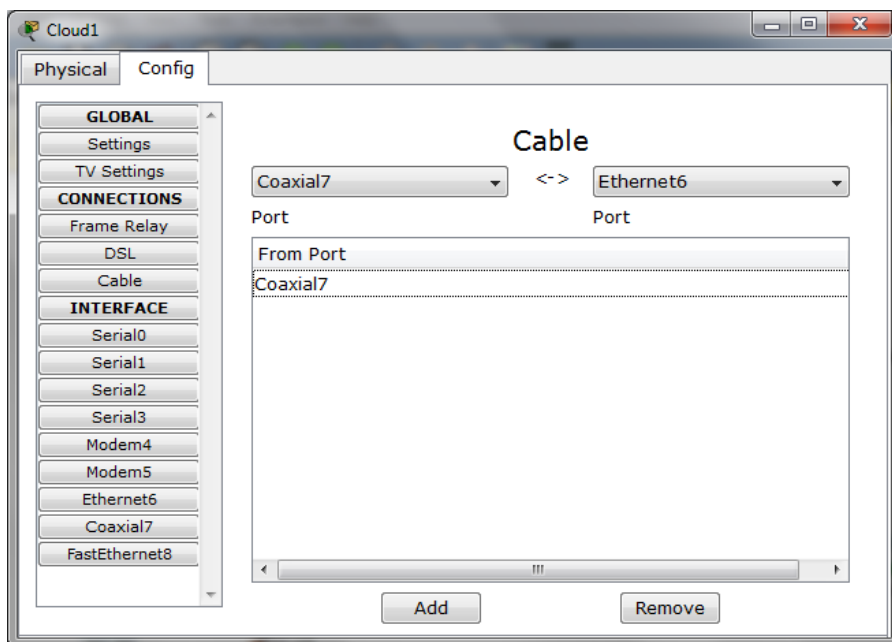 Cloud1
Physical Config
GLOBAL
Settings
TV Settings
CONNECTIONS
Frame Relay
DSL
Cable
INTERFACE
Serial0
Serial1
Serial2
Serial3
Modem4
Modem5
Ethernet6
Coaxial7
FastEthernet8
Cable
Coaxial7 <-> Ethernet6
Port Port
From Port
Coaxial7
Add Remove